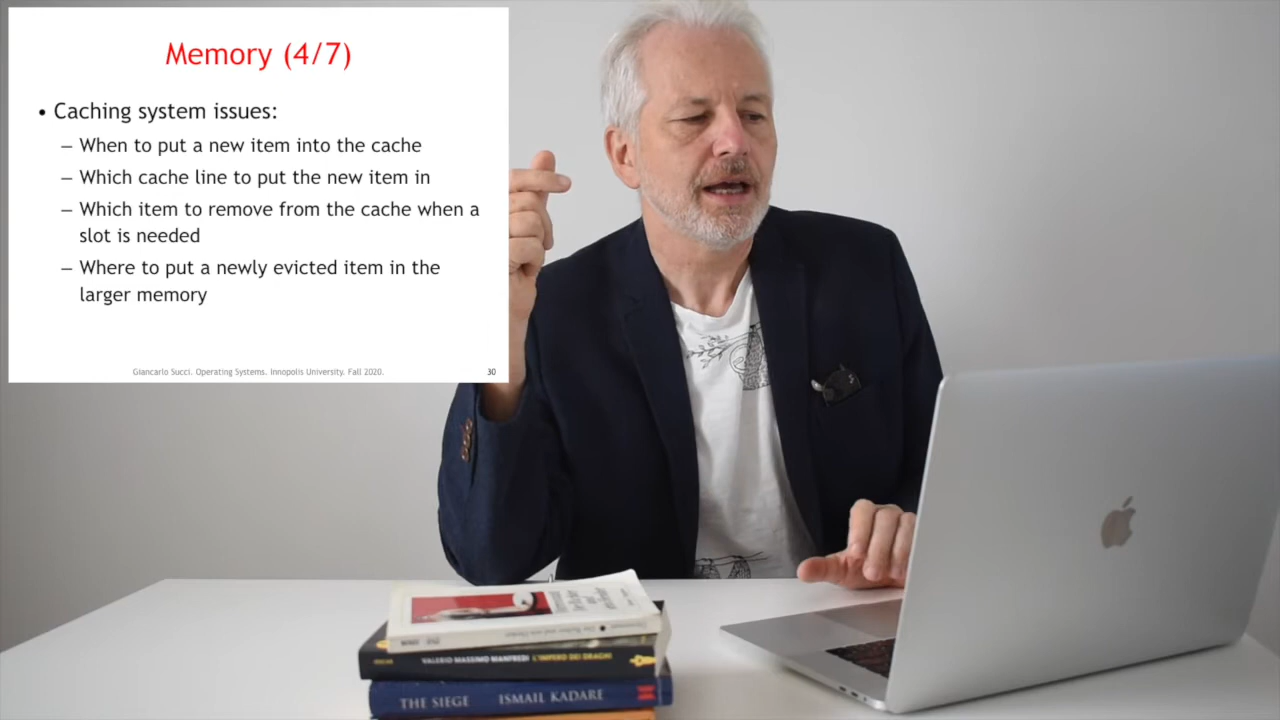 Memory (4/7)
• Caching system issues:
– When to put a new item into the cache
– Which cache line to put the new item in
– Which item to remove from the cache when a
slot is needed
– Where to put a newly evicted item in the
larger memory
Giancarlo Succi. Operating Systems. Innopolis University. Fall 2020.
30
VALERIO MASSIMO MANFREDI L'IMPERO DEI DRAGHI
THE SIEGE ISMAIL KADARE